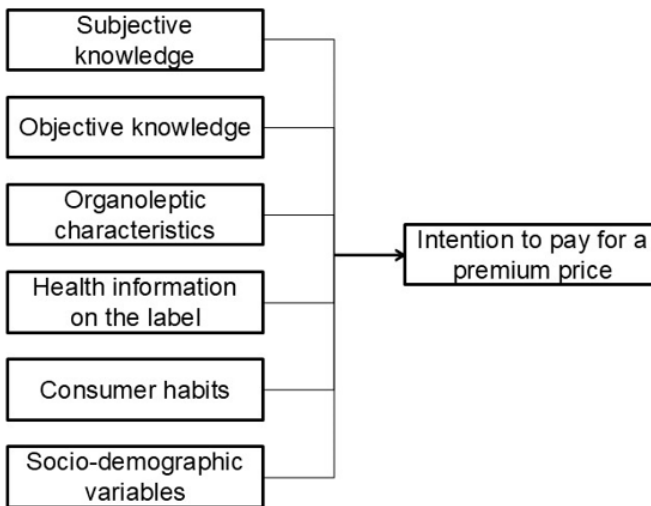 Subjective
knowledge
Objective knowledge
Organoleptic
characteristics
Health information
on the label
Consumer habits
Socio-demographic
variables
Intention to pay for a
premium price